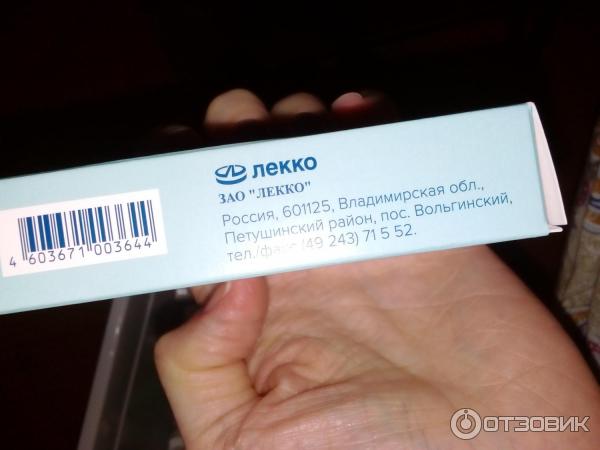 лекко
ЗАО "ЛЕККО"
Россия, 601125, Владимирская обл.,
Петушинский район, пос. Вольгинский,
тел./факс (49 243) 71 5 52.
4 603671 003644
ОТЗОВИК